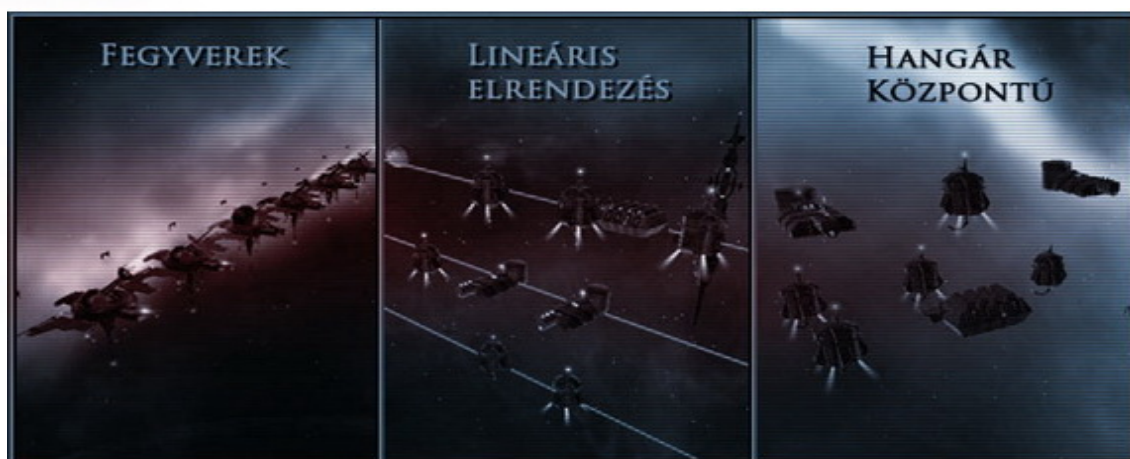 Fegyverek
Lineáris
elrendezés
Hangár
Központú